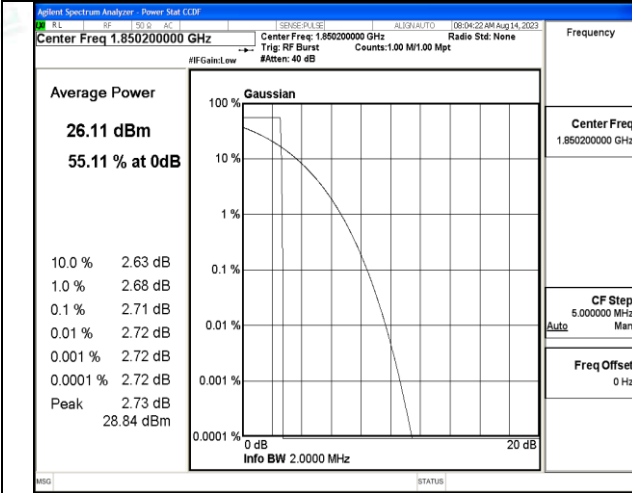 Agilent Spectrum Analyzer - Power Stat CCDF
RL RF 50 Ω AC SENSE:PULSE ALIGNAUTO 08:04:22 AM Aug 14, 2023
Center Freq 1.850200000 GHz
Center Freq: 1.850200000 GHz Radio Std: None
Trig: RF Burst Counts:1.00 M/1.00 Mpt
#IFGain:Low #Atten: 40 dB
Frequency
Average Power
26.11 dBm
55.11 % at 0dB
10.0 % 2.63 dB
1.0 % 2.68 dB
0.1 % 2.71 dB
0.01 % 2.72 dB
0.001 % 2.72 dB
0.0001 % 2.72 dB
Peak 2.73 dB
28.84 dBm
Gaussian
100 %
10 %
1 %
0.1 %
0.01 %
0.001 %
0.0001 %
0 dB 20 dB
Info BW 2.0000 MHz
Center Freq
1.850200000 GHz
CF Step
5.000000 MHz
Auto Man
Freq Offset
0 Hz
MSG STATUS